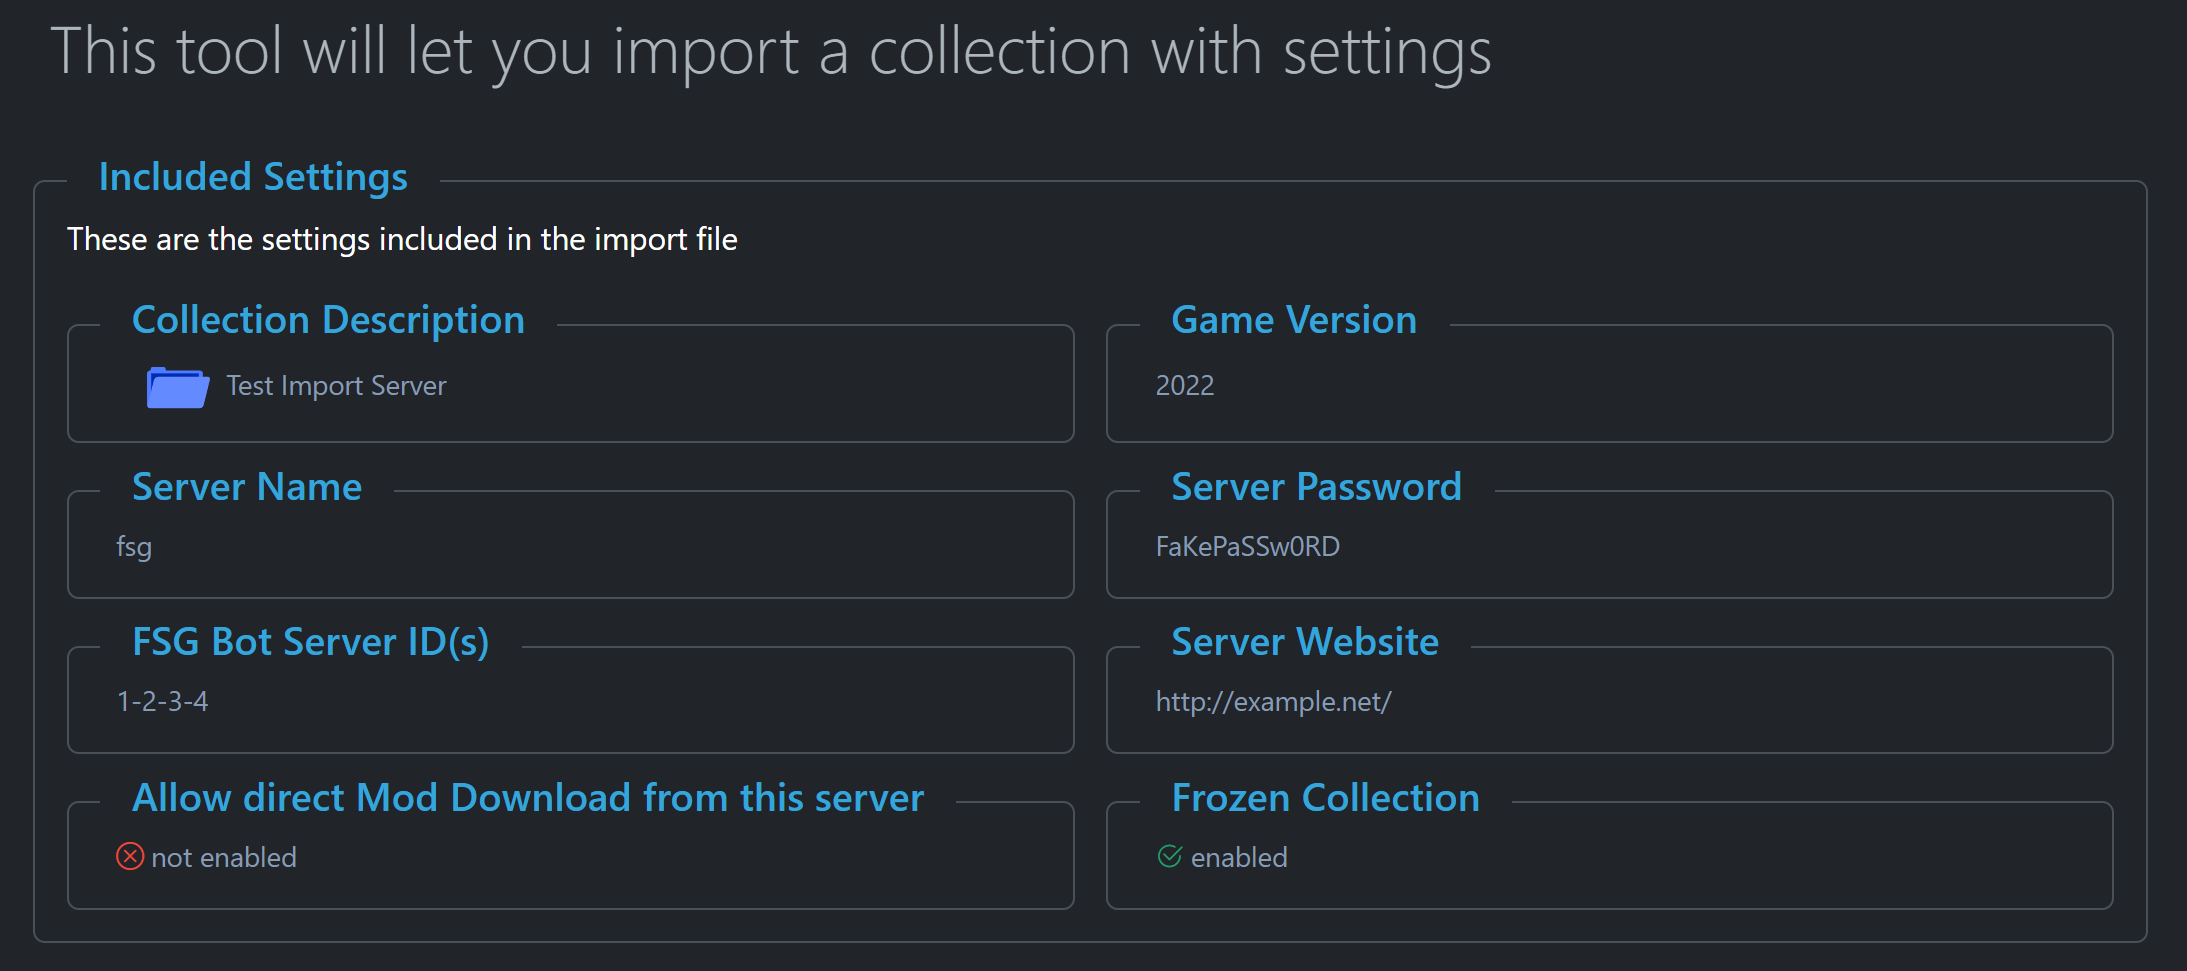 This tool will let you import a collection with settings
Included Settings
These are the settings included in the import file
Collection Description
Test Import Server
Game Version
2022
Server Name
fsg
Server Password
FaKePaSSw0RD
FSG Bot Server ID(s)
1-2-3-4
Server Website
http://example.net/
Allow direct Mod Download from this server
not enabled
Frozen Collection
enabled